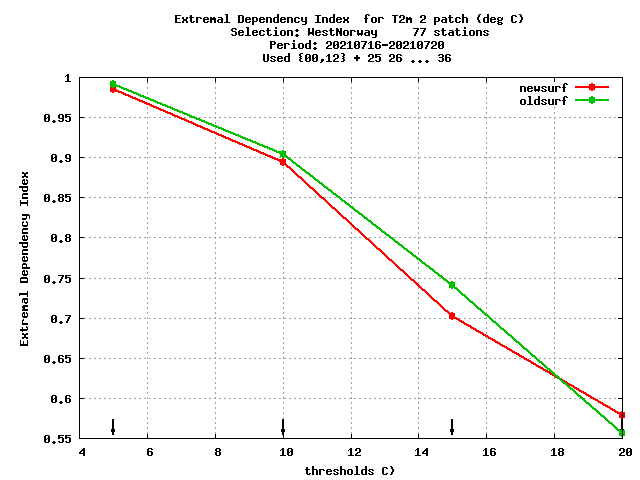 Extremal Dependency Index  for T2m 2 patch (deg C)
Selection: WestNorway     77 stations
Period: 20210716-20210720
Used {00,12} + 25 26 ... 36
newsurf
oldsurf
Extremal Dependency Index
1
0.95
0.9
0.85
0.8
0.75
0.7
0.65
0.6
0.55
4 6 8 10 12 14 16 18 20
thresholds C)